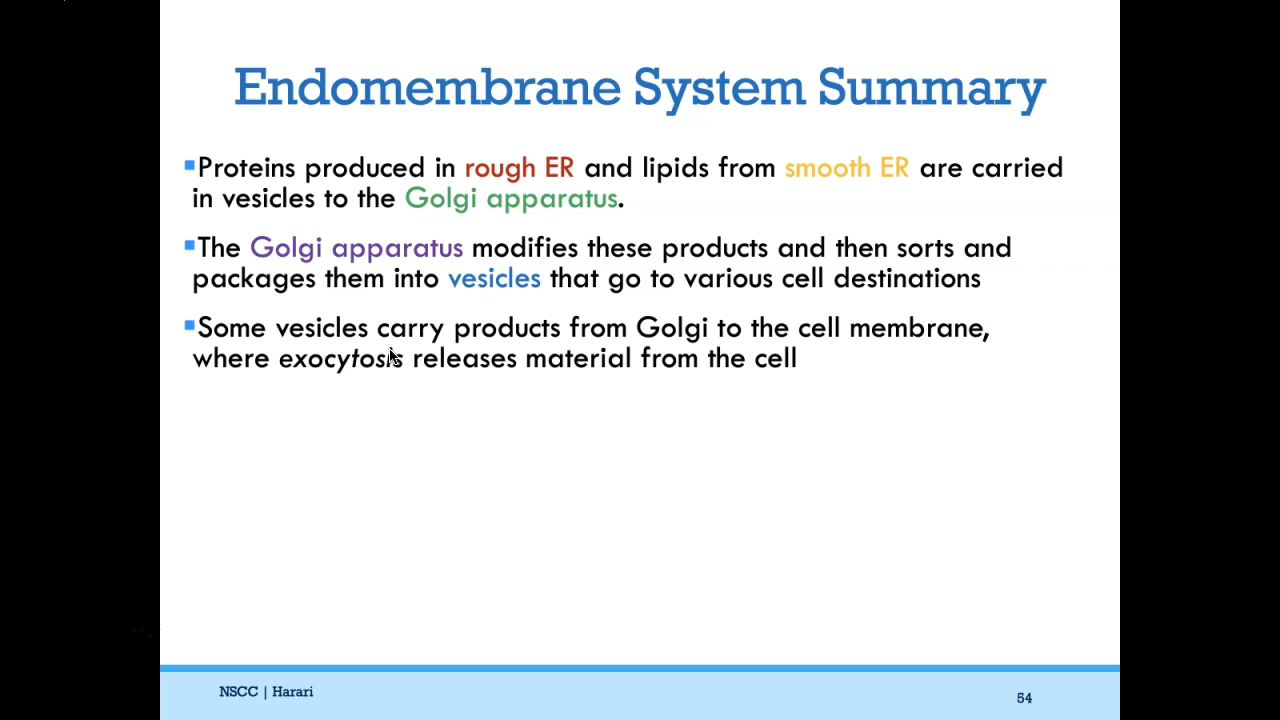 Endomembrane System Summary
▪Proteins produced in rough ER and lipids from smooth ER are carried
in vesicles to the Golgi apparatus.
▪The Golgi apparatus modifies these products and then sorts and
packages them into vesicles that go to various cell destinations
▪Some vesicles carry products from Golgi to the cell membrane,
where exocytosis releases material from the cell
NSCC | Harari
54